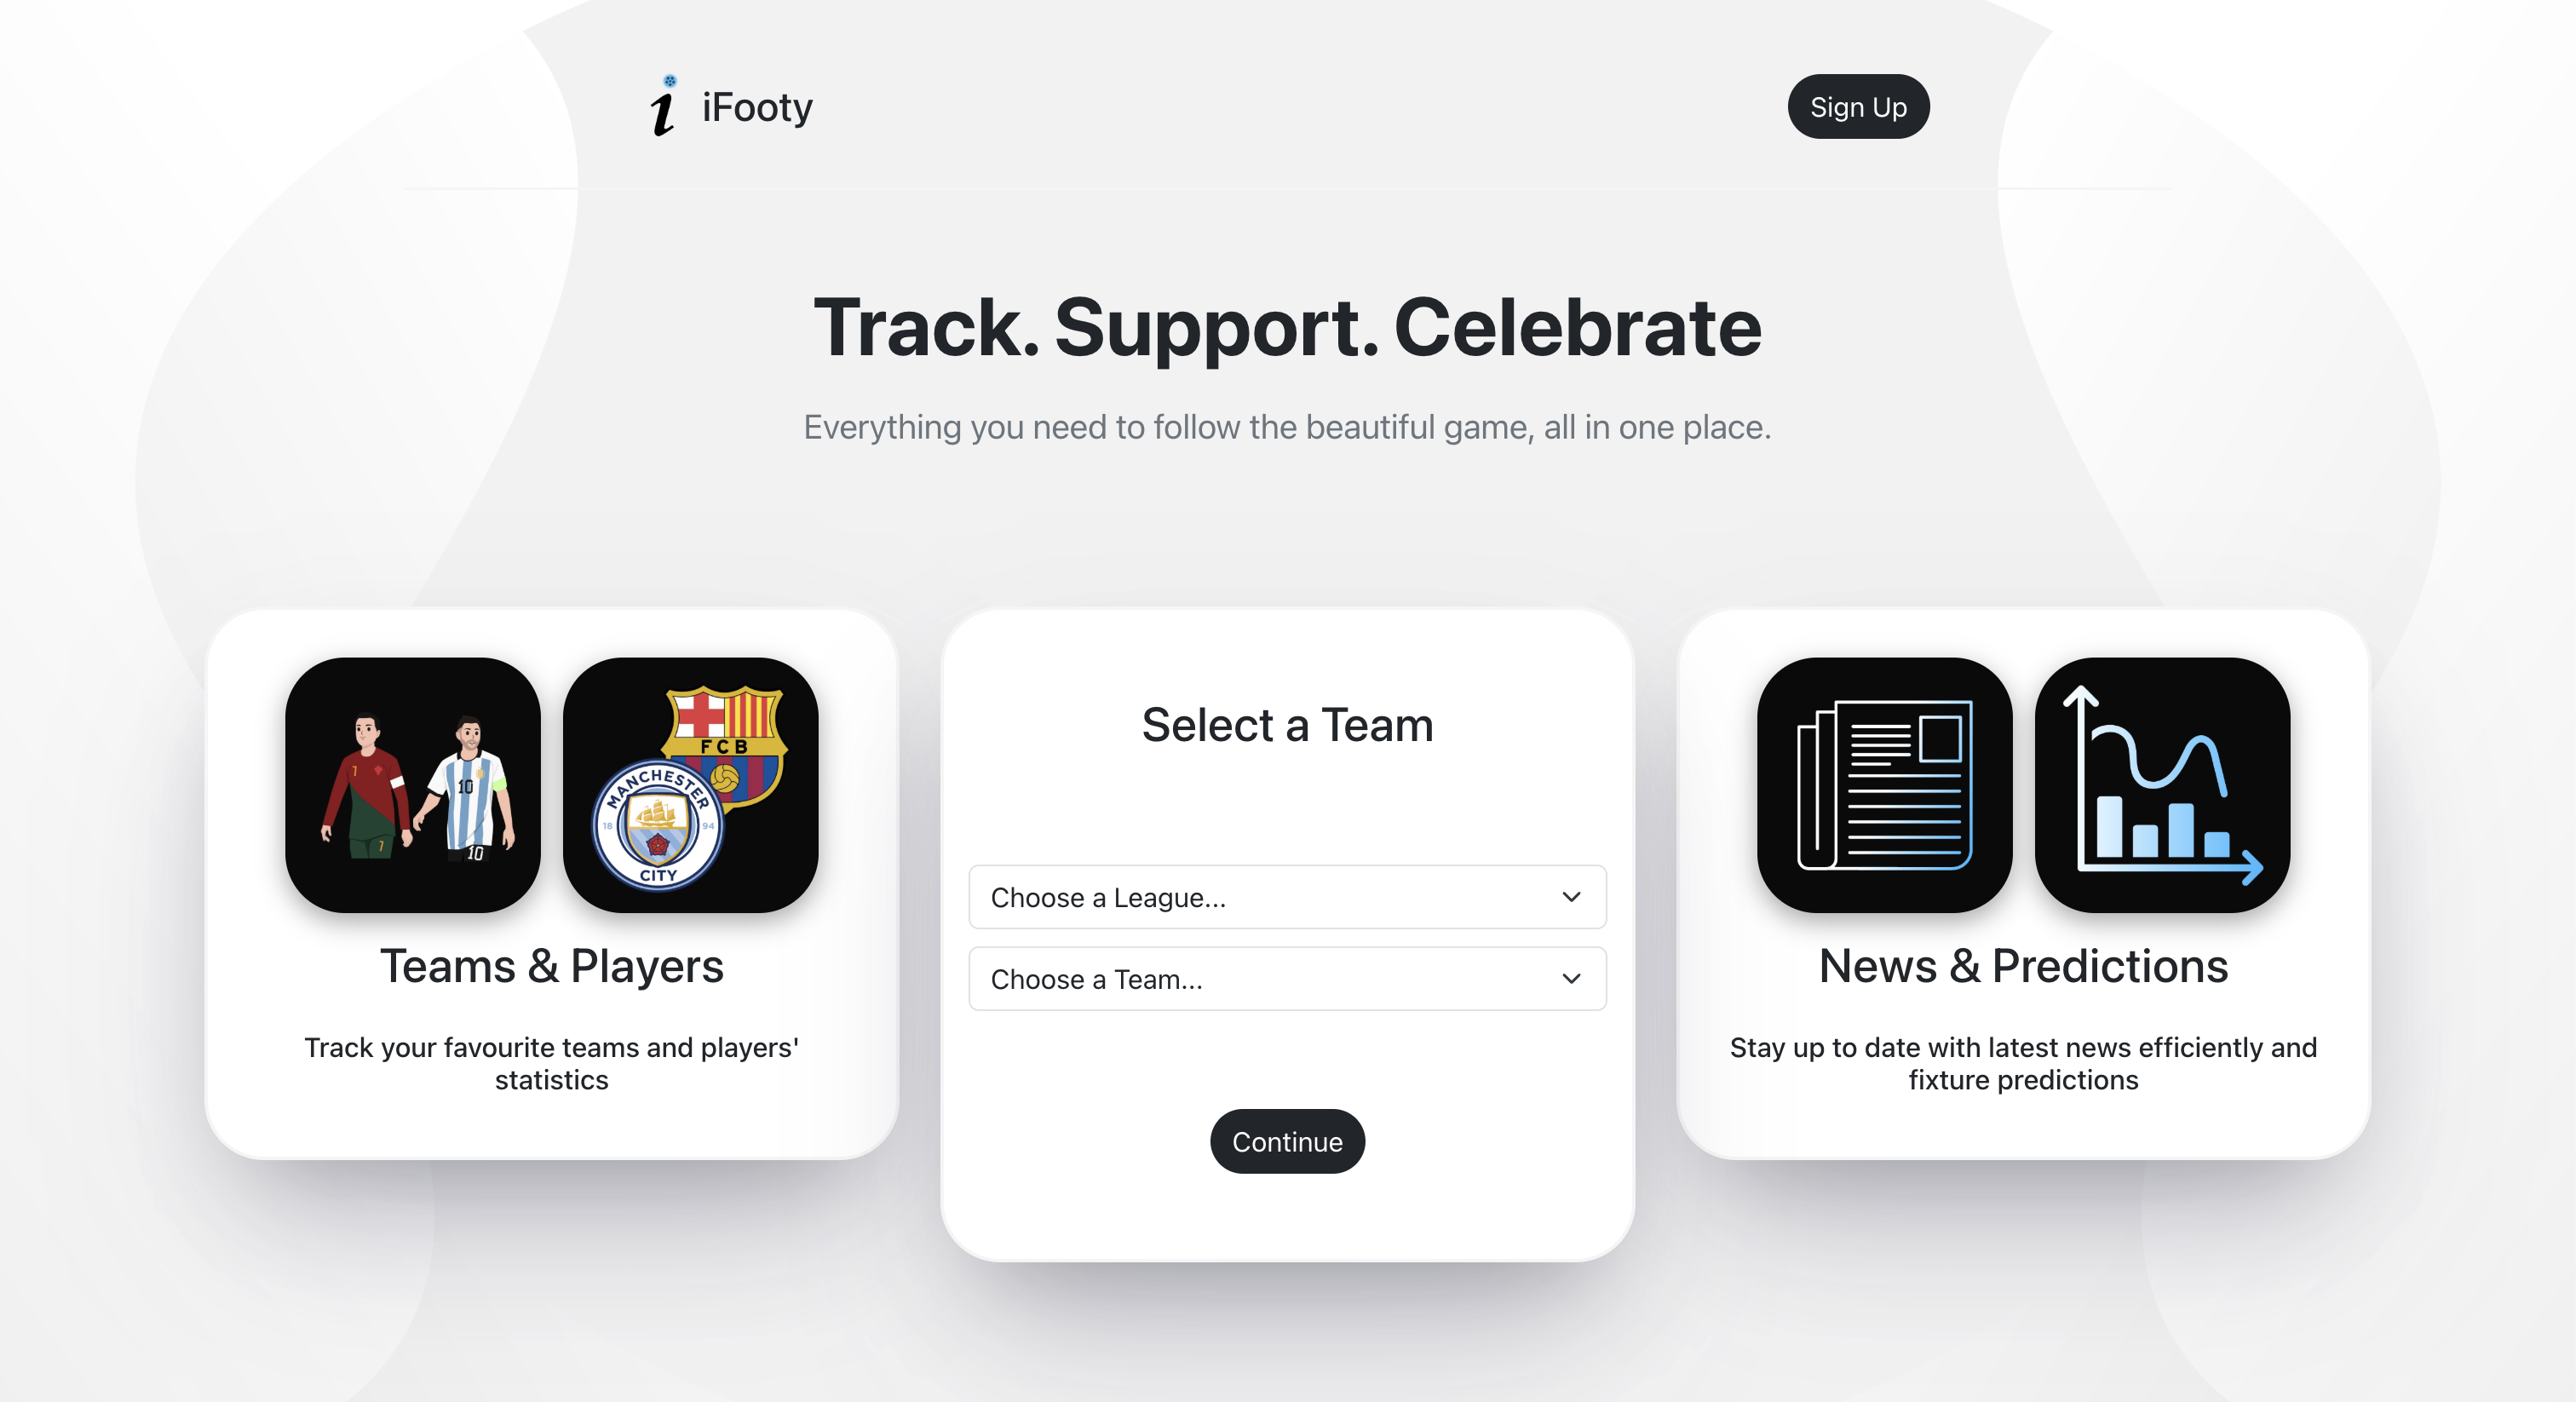 i iFooty
Sign Up
Track. Support. Celebrate
Everything you need to follow the beautiful game, all in one place.
7
10
7
10
FCB
MANCHESTER
18 94
CITY
Teams & Players
Track your favourite teams and players'
statistics
Select a Team
Choose a League...
Choose a Team...
Continue
News & Predictions
Stay up to date with latest news efficiently and
fixture predictions